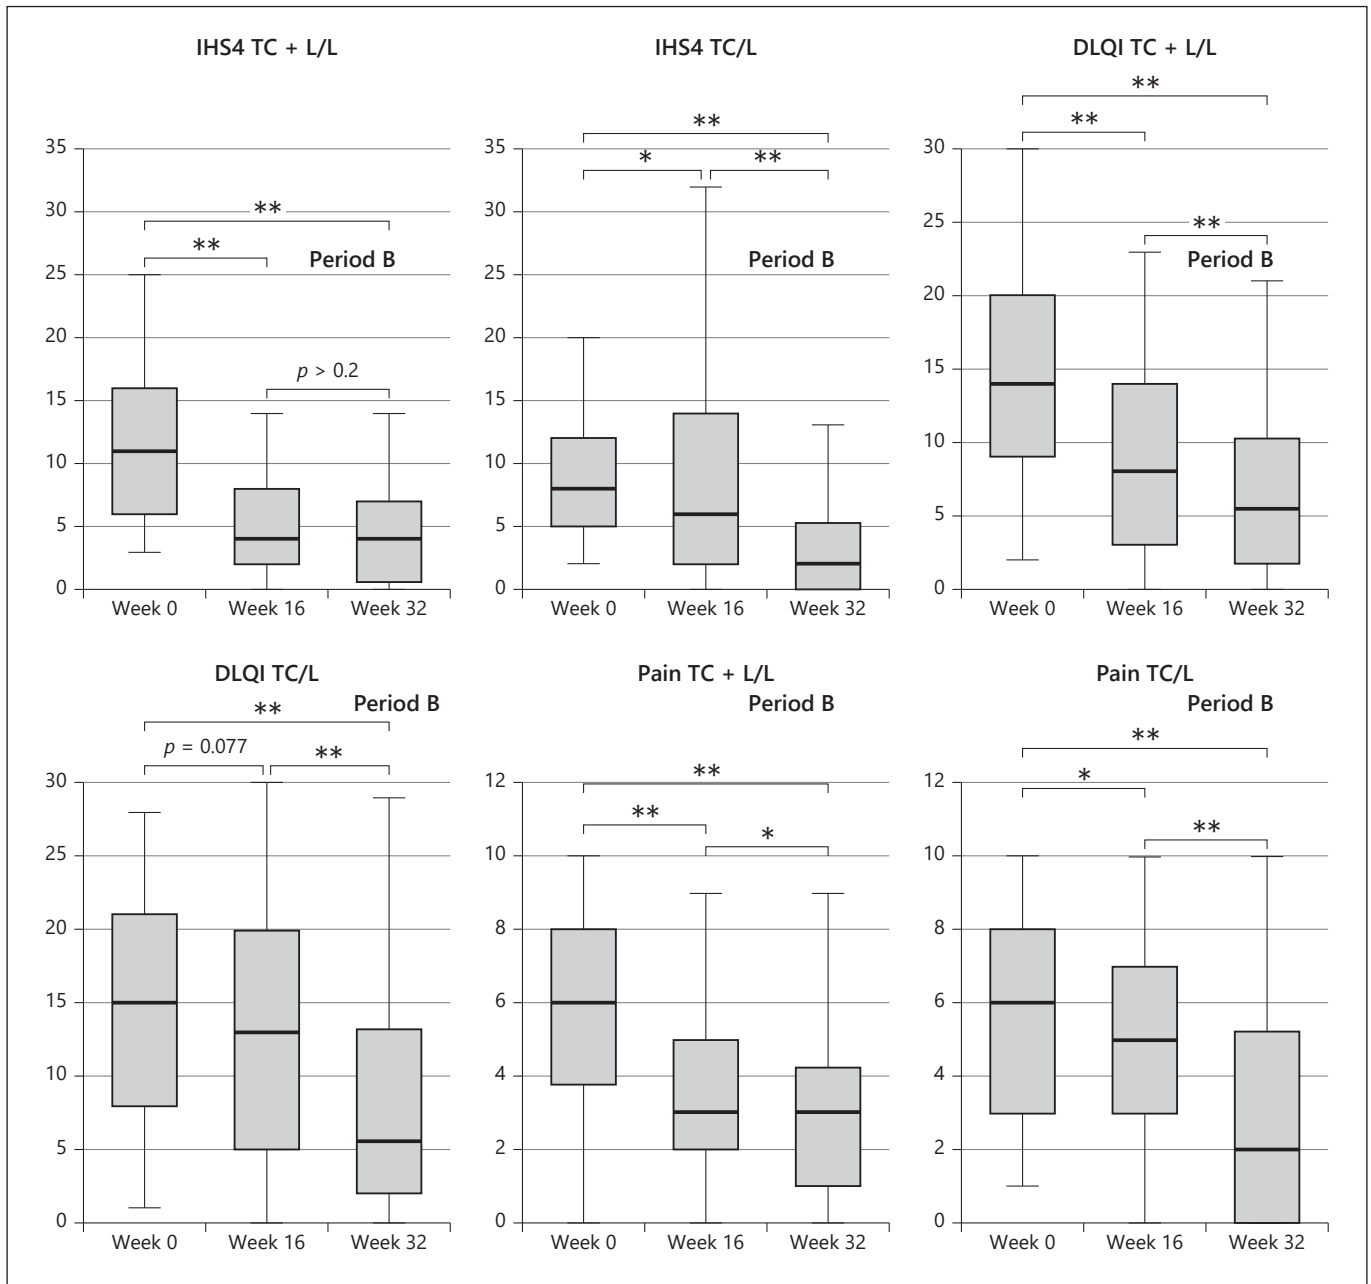 IHS4 TC + L/L
**
**
Period B
p > 0.2
35
30
25
20
15
10
5
0
Week 0 Week 16 Week 32
IHS4 TC/L
**
* **
Period B
35
30
25
20
15
10
5
0
Week 0 Week 16 Week 32
DLQI TC + L/L
**
**
**
Period B
30
25
20
15
10
5
0
Week 0 Week 16 Week 32
DLQI TC/L
Period B
**
p = 0.077 **
30
25
20
15
10
5
0
Week 0 Week 16 Week 32
Pain TC + L/L
Period B
**
**
*
12
10
8
6
4
2
0
Week 0 Week 16 Week 32
Pain TC/L
Period B
**
*
**
12
10
8
6
4
2
0
Week 0 Week 16 Week 32